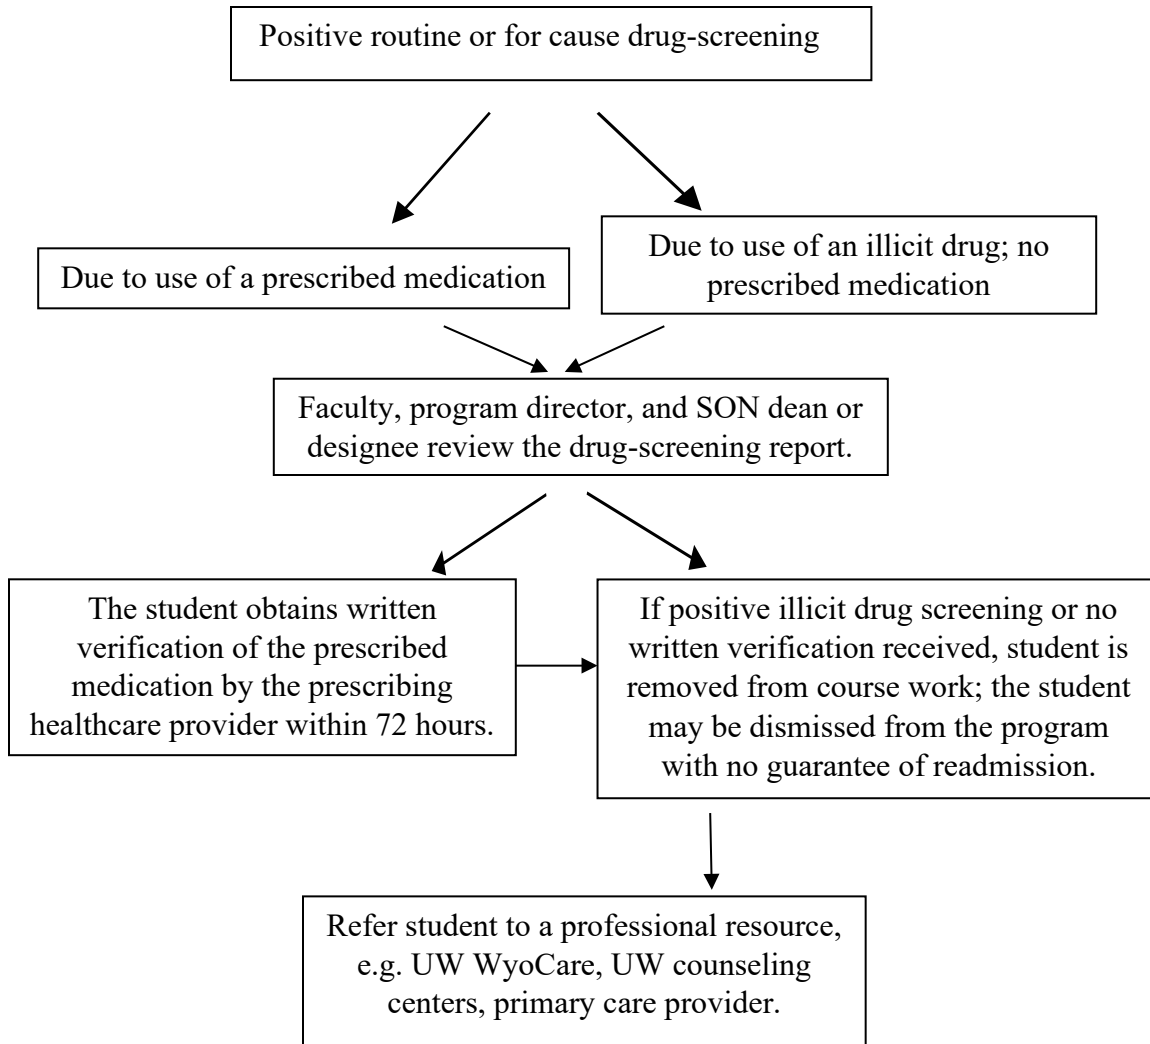 Positive routine or for cause drug-screening
Due to use of a prescribed medication
Due to use of an illicit drug; no
prescribed medication
Faculty, program director, and SON dean or
designee review the drug-screening report.
The student obtains written
verification of the prescribed
medication by the prescribing
healthcare provider within 72 hours.
If positive illicit drug screening or no
written verification received, student is
removed from course work; the student
may be dismissed from the program
with no guarantee of readmission.
Refer student to a professional resource,
e.g. UW WyoCare, UW counseling
centers, primary care provider.